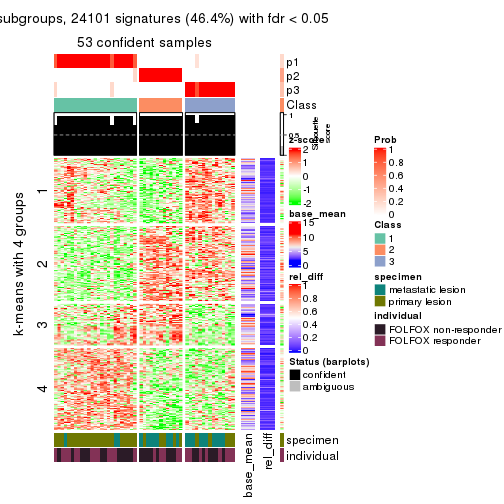 subgroups, 24101 signatures (46.4%) with fdr < 0.05
53 confident samples
p1
p2
p3
Class
1
0.5
Silhouette
score
k-means with 4 groups
1
2
3
4
specimen
individual
base_mean
rel_diff
z-score
2
1
0
-1
-2
base_mean
15
10
5
0
rel_diff
1
0.8
0.6
0.4
0.2
0
Status (barplots)
confident
ambiguous
Prob
1
0.8
0.6
0.4
0.2
0
Class
1
2
3
specimen
metastatic lesion
primary lesion
individual
FOLFOX non-responder
FOLFOX responder